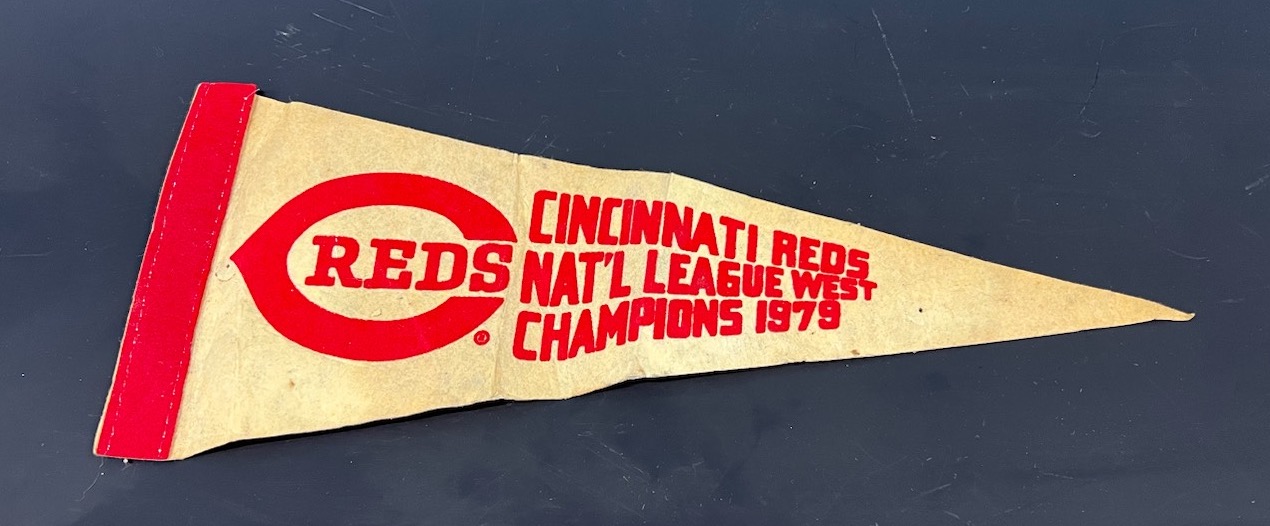 REDS
®
CINCINNATI REDS
NAT'L LEAGUE WEST
CHAMPIONS 1979